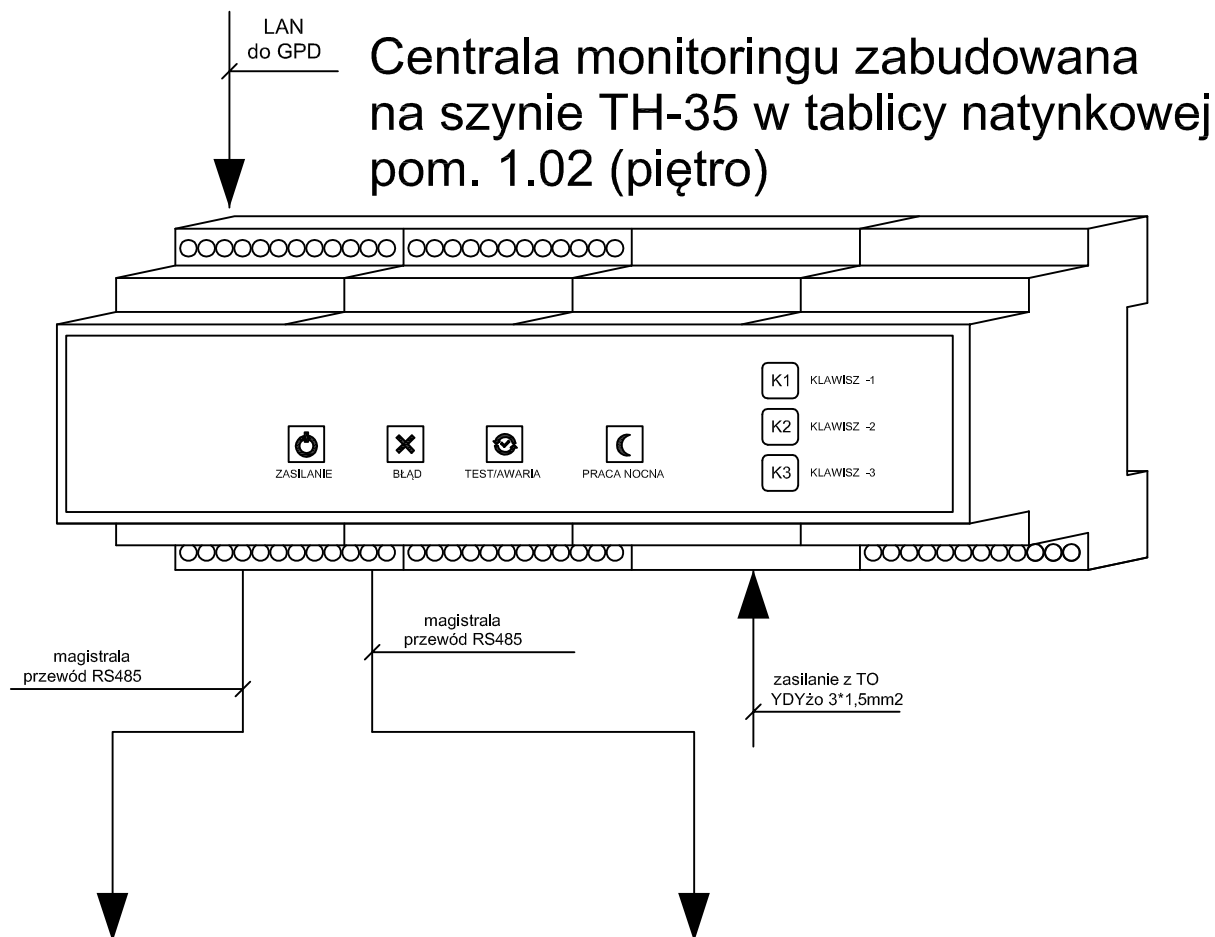 LAN
do GPD
Centrala monitoringu zabudowana
na szynie TH-35 w tablicy natynkowej
pom. 1.02 (piętro)
K1 KLAWISZ -1
K2 KLAWISZ -2
K3 KLAWISZ -3
ZASILANIE BŁĄD TEST/AWARIA PRACA NOCNA
magistrala
przewód RS485
magistrala
przewód RS485
zasilanie z TO
YDYżo 3*1,5mm2